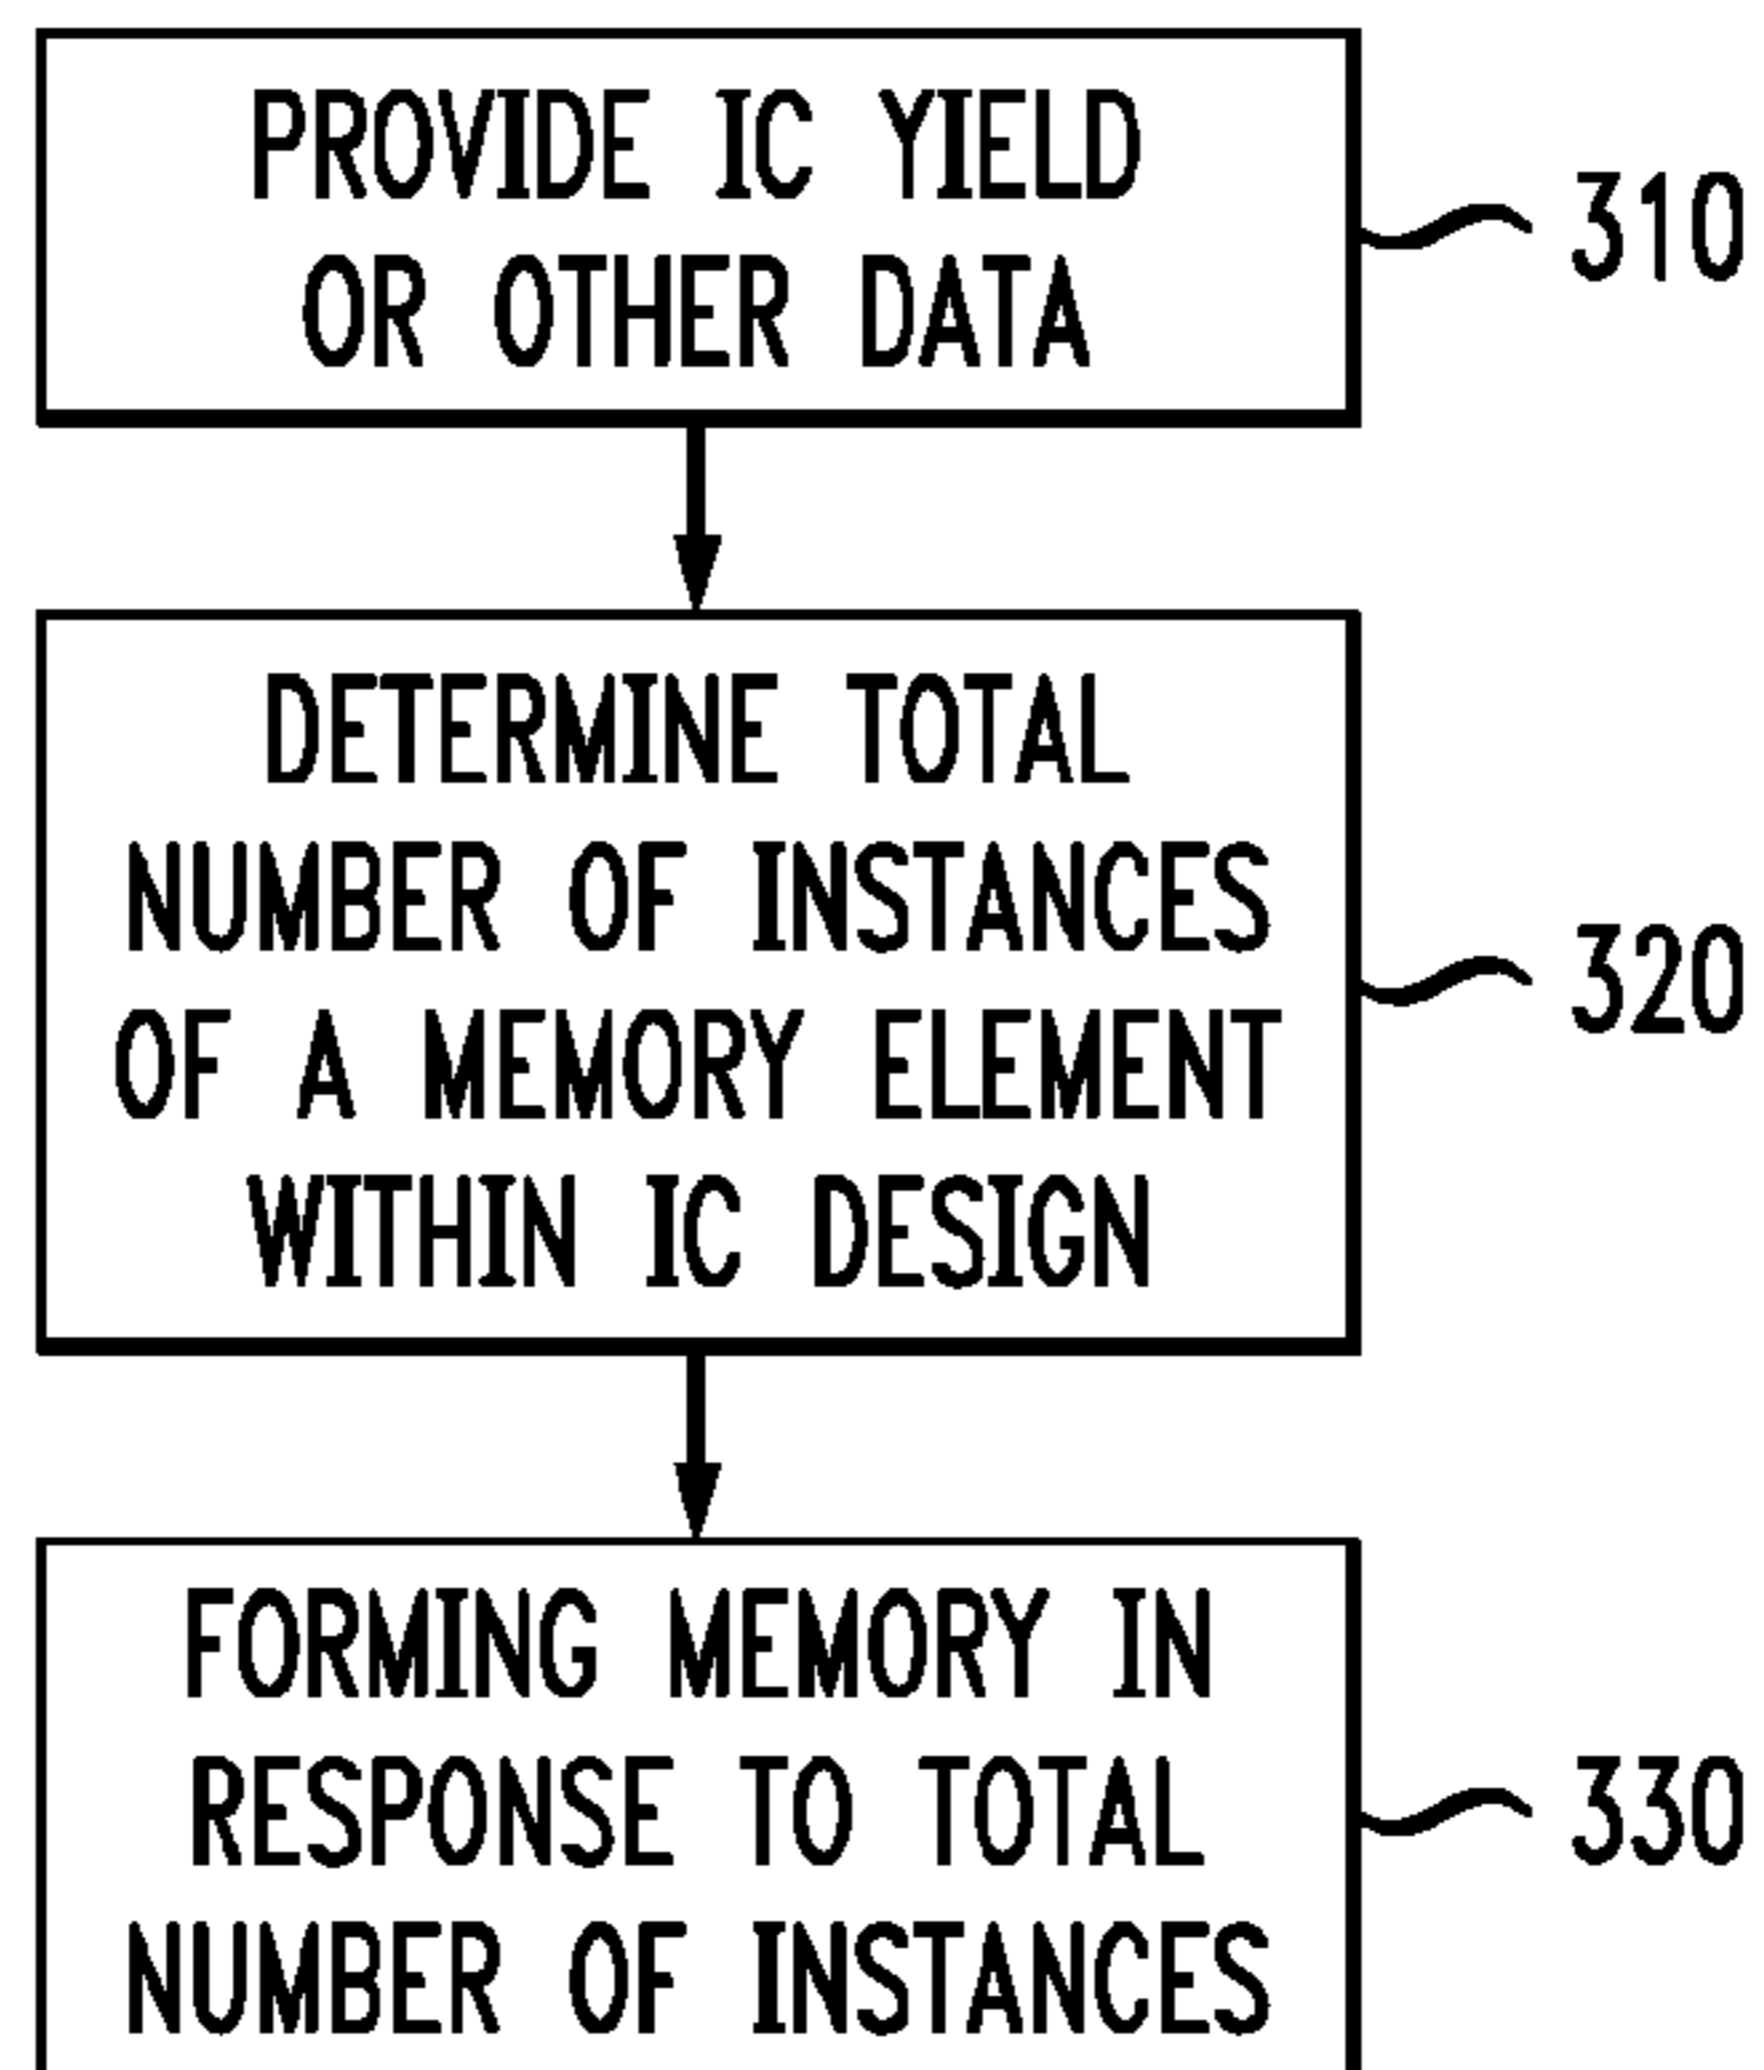 PROVIDE IC YIELD
OR OTHER DATA
310
DETERMINE TOTAL
NUMBER OF INSTANCES
OF A MEMORY ELEMENT
WITHIN IC DESIGN
320
FORMING MEMORY IN
RESPONSE TO TOTAL
NUMBER OF INSTANCES
330